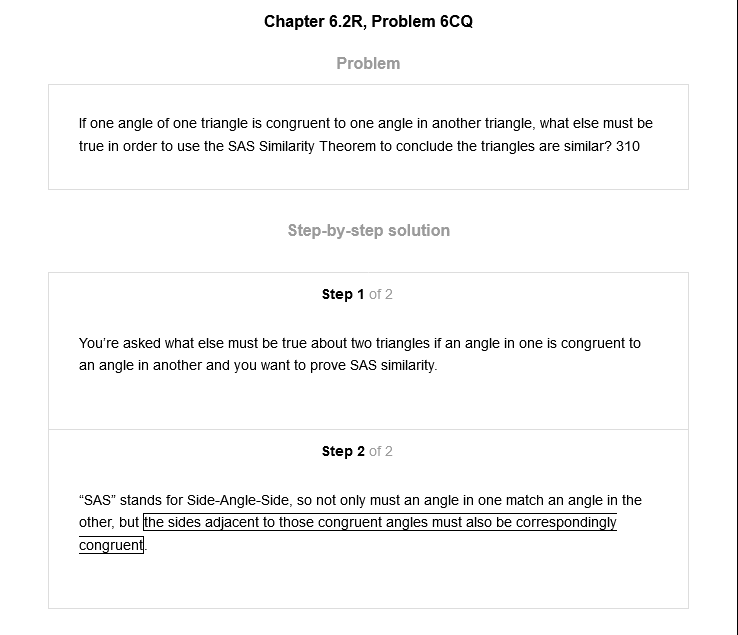 Chapter 6.2R, Problem 6CQ
Problem
If one angle of one triangle is congruent to one angle in another triangle, what else must be
true in order to use the SAS Similarity Theorem to conclude the triangles are similar? 310
Step-by-step solution
Step 1 of 2
You’re asked what else must be true about two triangles if an angle in one is congruent to
an angle in another and you want to prove SAS similarity.
Step 2 of 2
“SAS” stands for Side-Angle-Side, so not only must an angle in one match an angle in the
other, but the sides adjacent to those congruent angles must also be correspondingly
congruent.